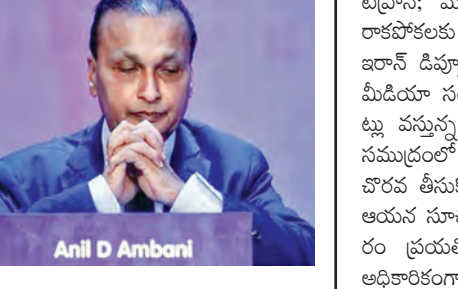 Anil D Ambani
టెహ్రాన్;
రాకపోకలకు
ఇరాన్ డిప్యూ
మీడియా
ట్లు వస్తున్న
సముద్రంలో
చొరవ తీసుక
ఆయన సూచ
రం ప్రయత్ని
అధికారికంగా